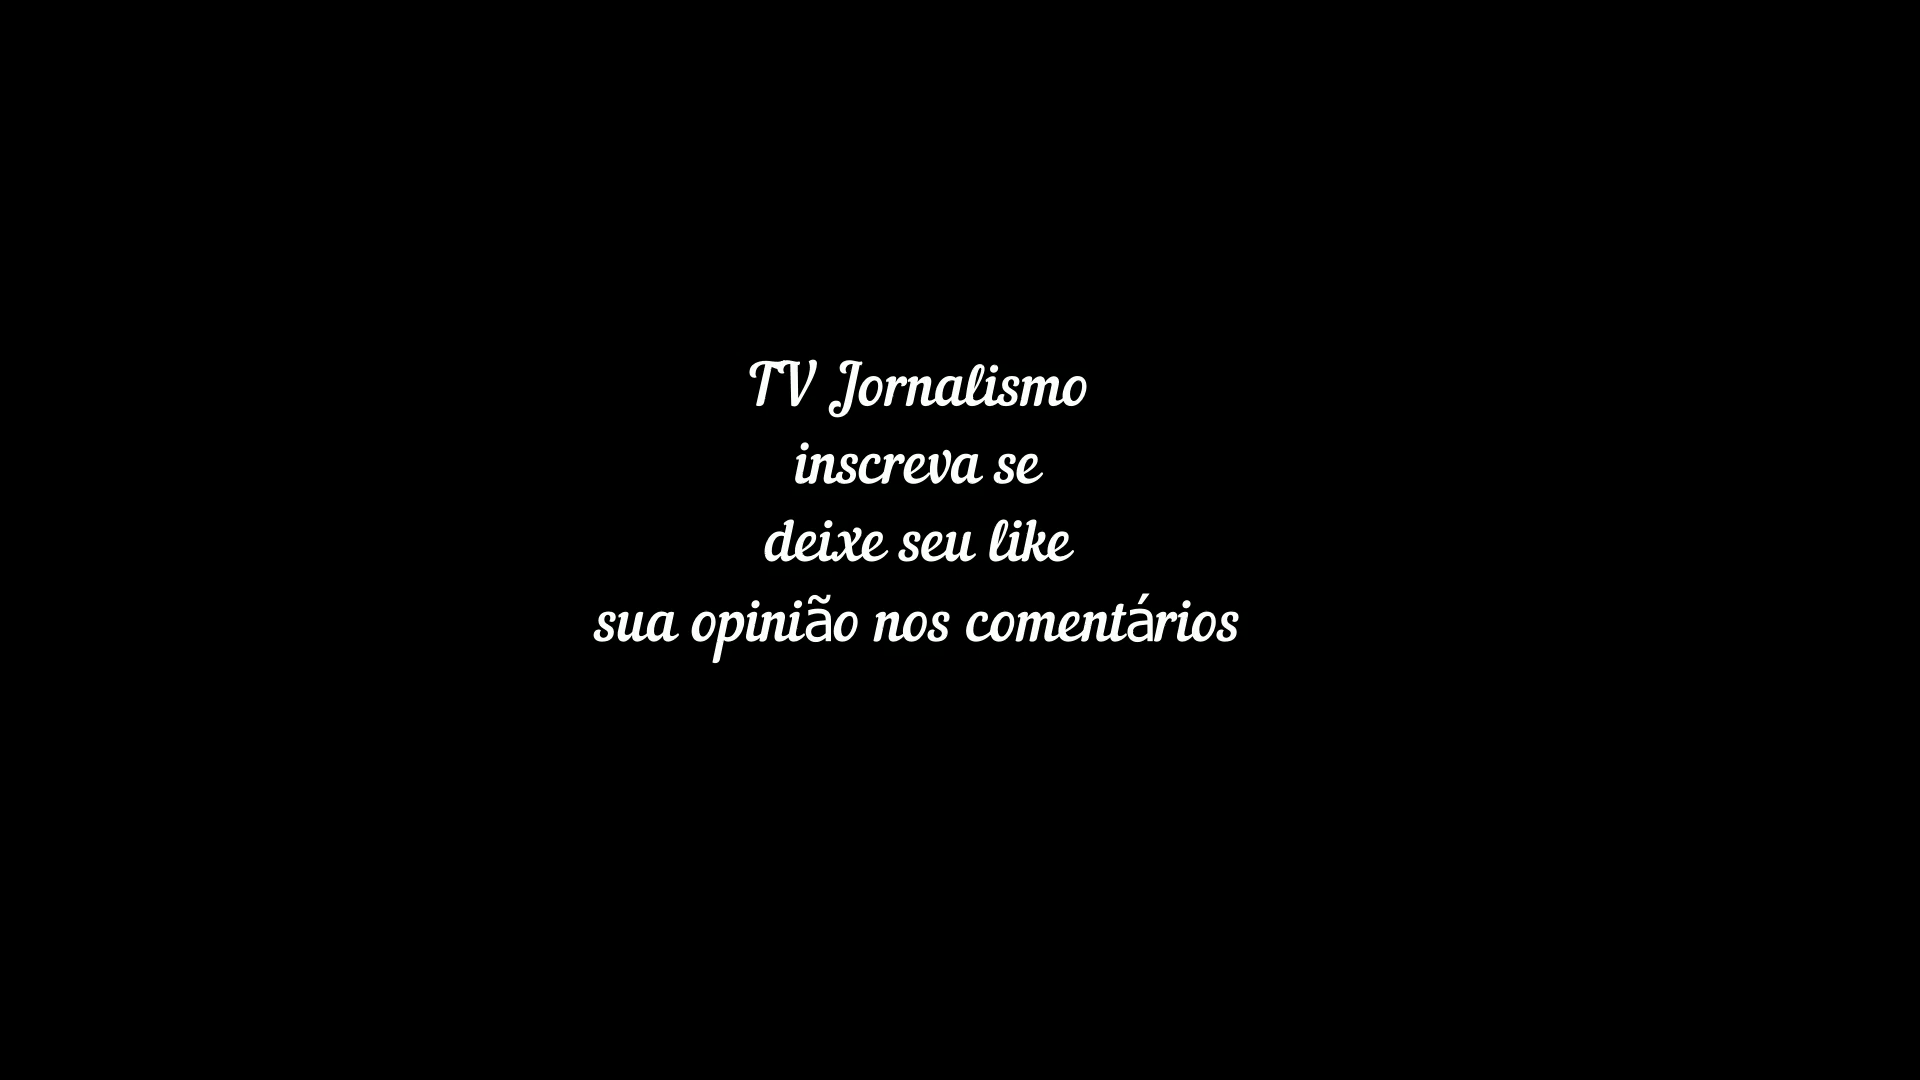 TV Jornalismo
inscreva se
deixe seu like
sua opinião nos comentários